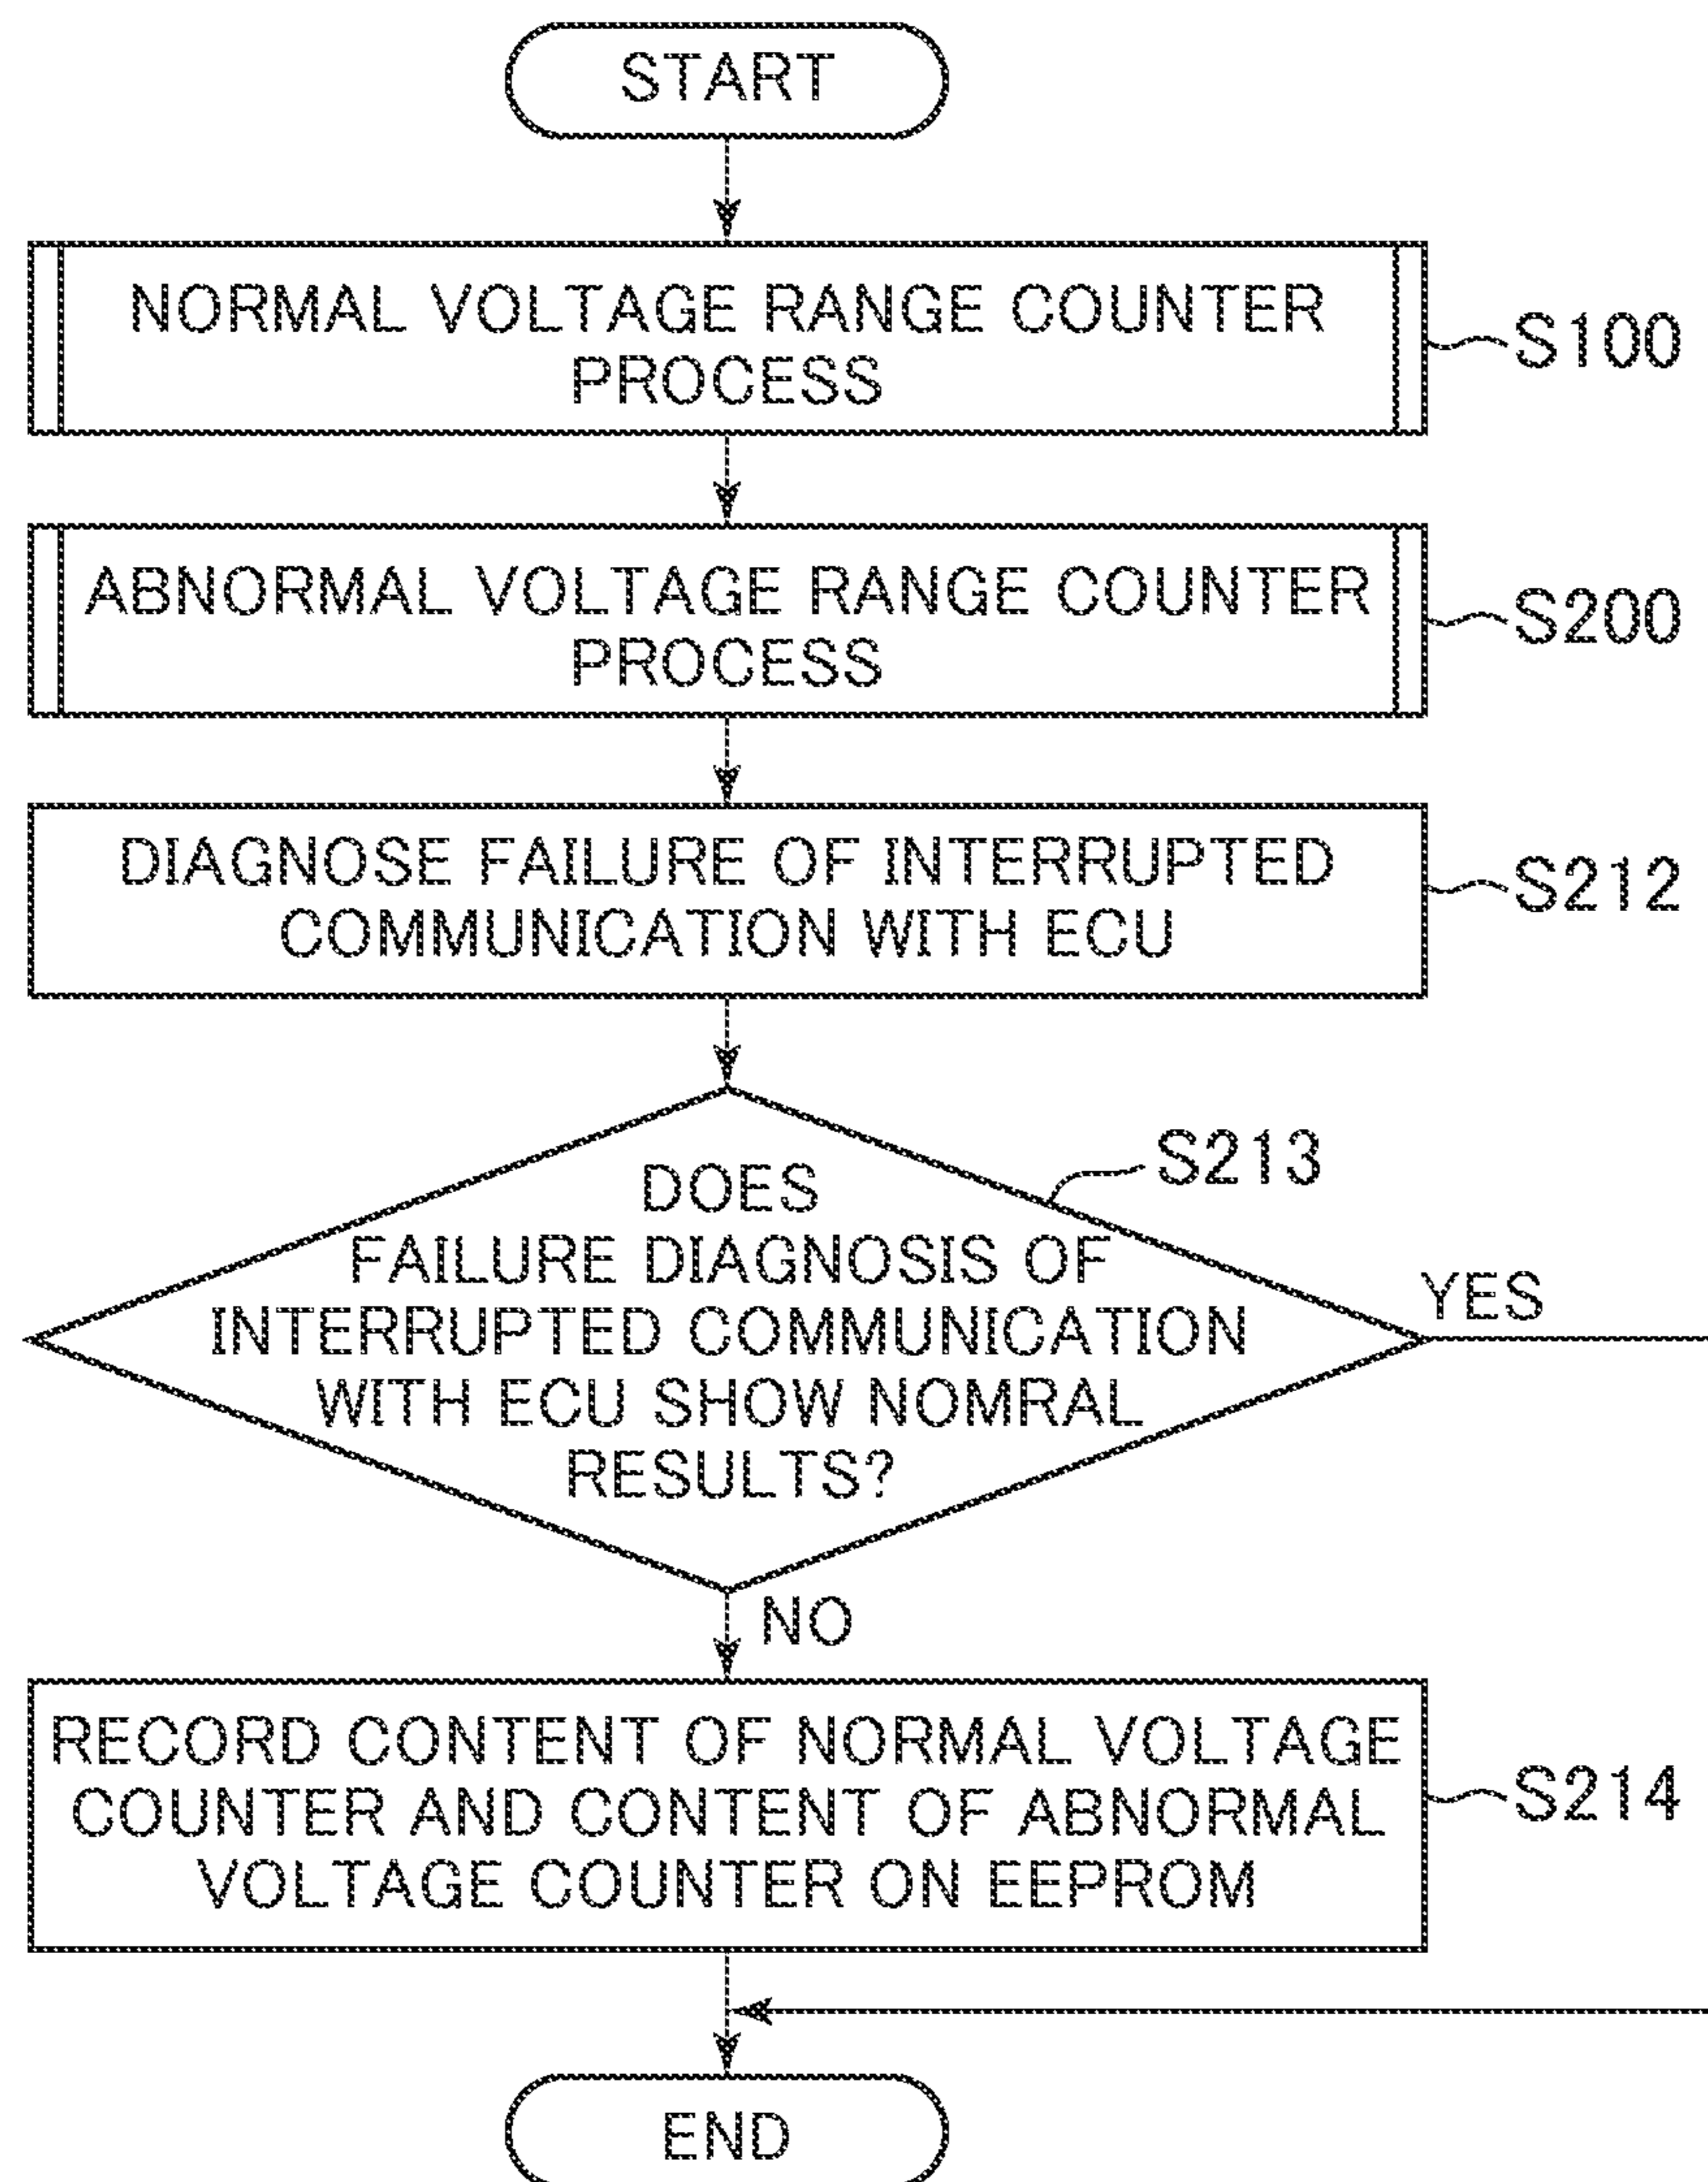 START
NORMAL VOLTAGE RANGE COUNTER
PROCESS
S100
ABNORMAL VOLTAGE RANGE COUNTER
PROCESS
S200
DIAGNOSE FAILURE OF INTERRUPTED
COMMUNICATION WITH ECU
S212
S213
DOES
FAILURE DIAGNOSIS OF
INTERRUPTED COMMUNICATION
WITH ECU SHOW NOMRAL
RESULTS?
YES
NO
RECORD CONTENT OF NORMAL VOLTAGE
COUNTER AND CONTENT OF ABNORMAL
VOLTAGE COUNTER ON EEPROM
S214
END